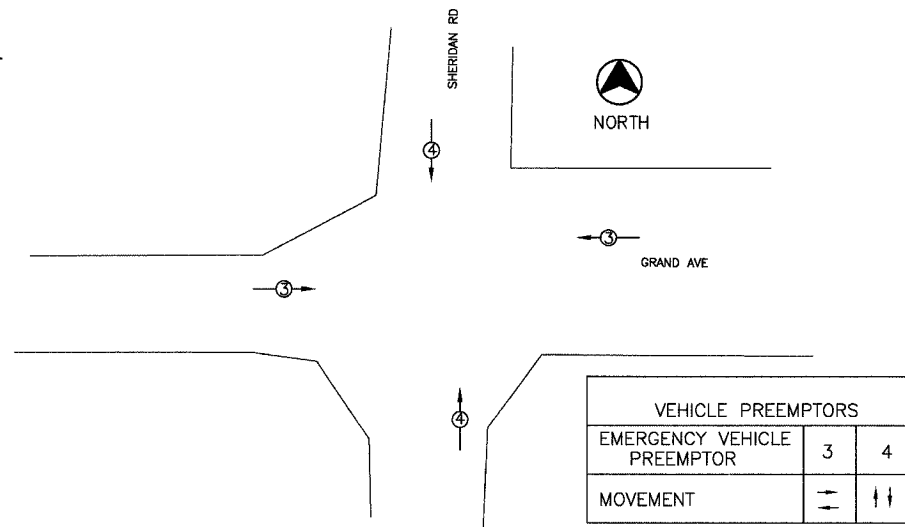 SHERIDAN RD
NORTH
4
3
GRAND AVE
3
4
VEHICLE PREEMPTORS
EMERGENCY VEHICLE PREEMPTOR 3 4
MOVEMENT